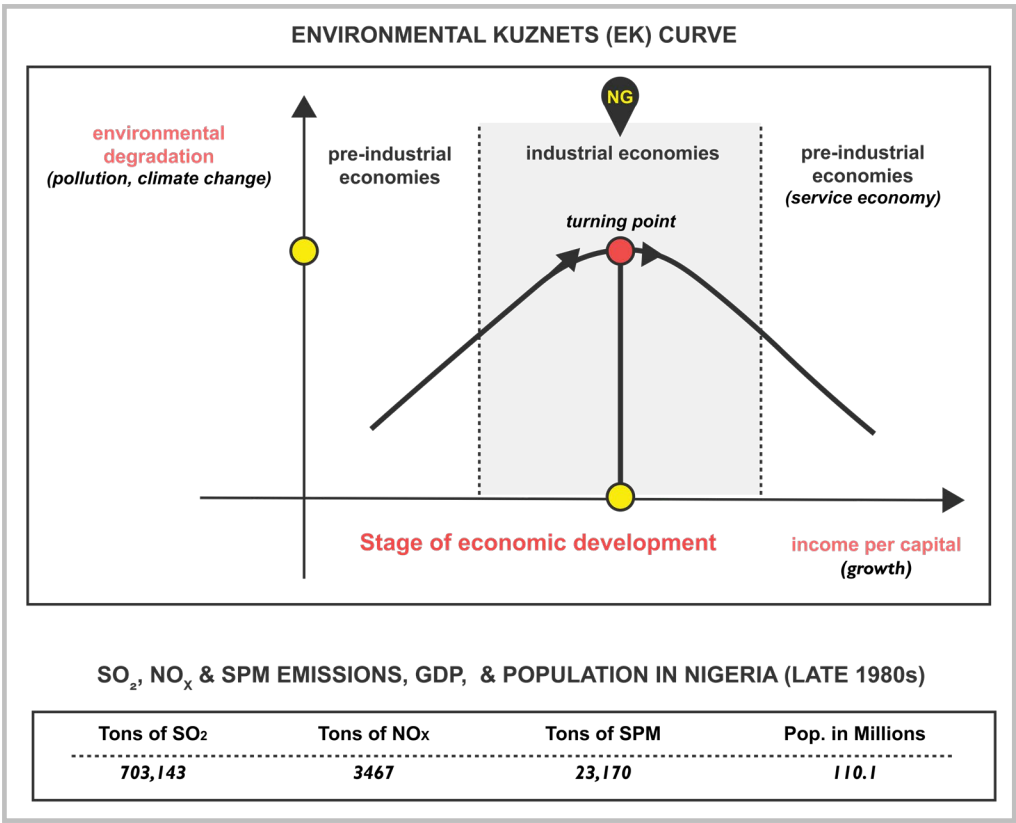 ENVIRONMENTAL KUZNETS (EK) CURVE
NG
environmental
degradation
(pollution, climate change)
pre-industrial
economies
industrial economies
pre-industrial
economies
(service economy)
turning point
Stage of economic development
income per capital
(growth)
SO₂, NOₓ & SPM EMISSIONS, GDP, & POPULATION IN NIGERIA (LATE 1980s)
Tons of SO₂ Tons of NOx Tons of SPM Pop. in Millions
703,143 3467 23,170 110.1